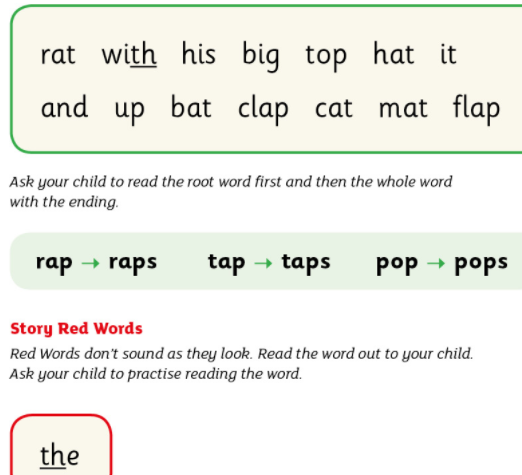 rat with his big top hat it
and up bat clap cat mat flap
Ask your child to read the root word first and then the whole word
with the ending.
rap → raps tap → taps pop → pops
Story Red Words
Red Words don't sound as they look. Read the word out to your child.
Ask your child to practise reading the word.
the